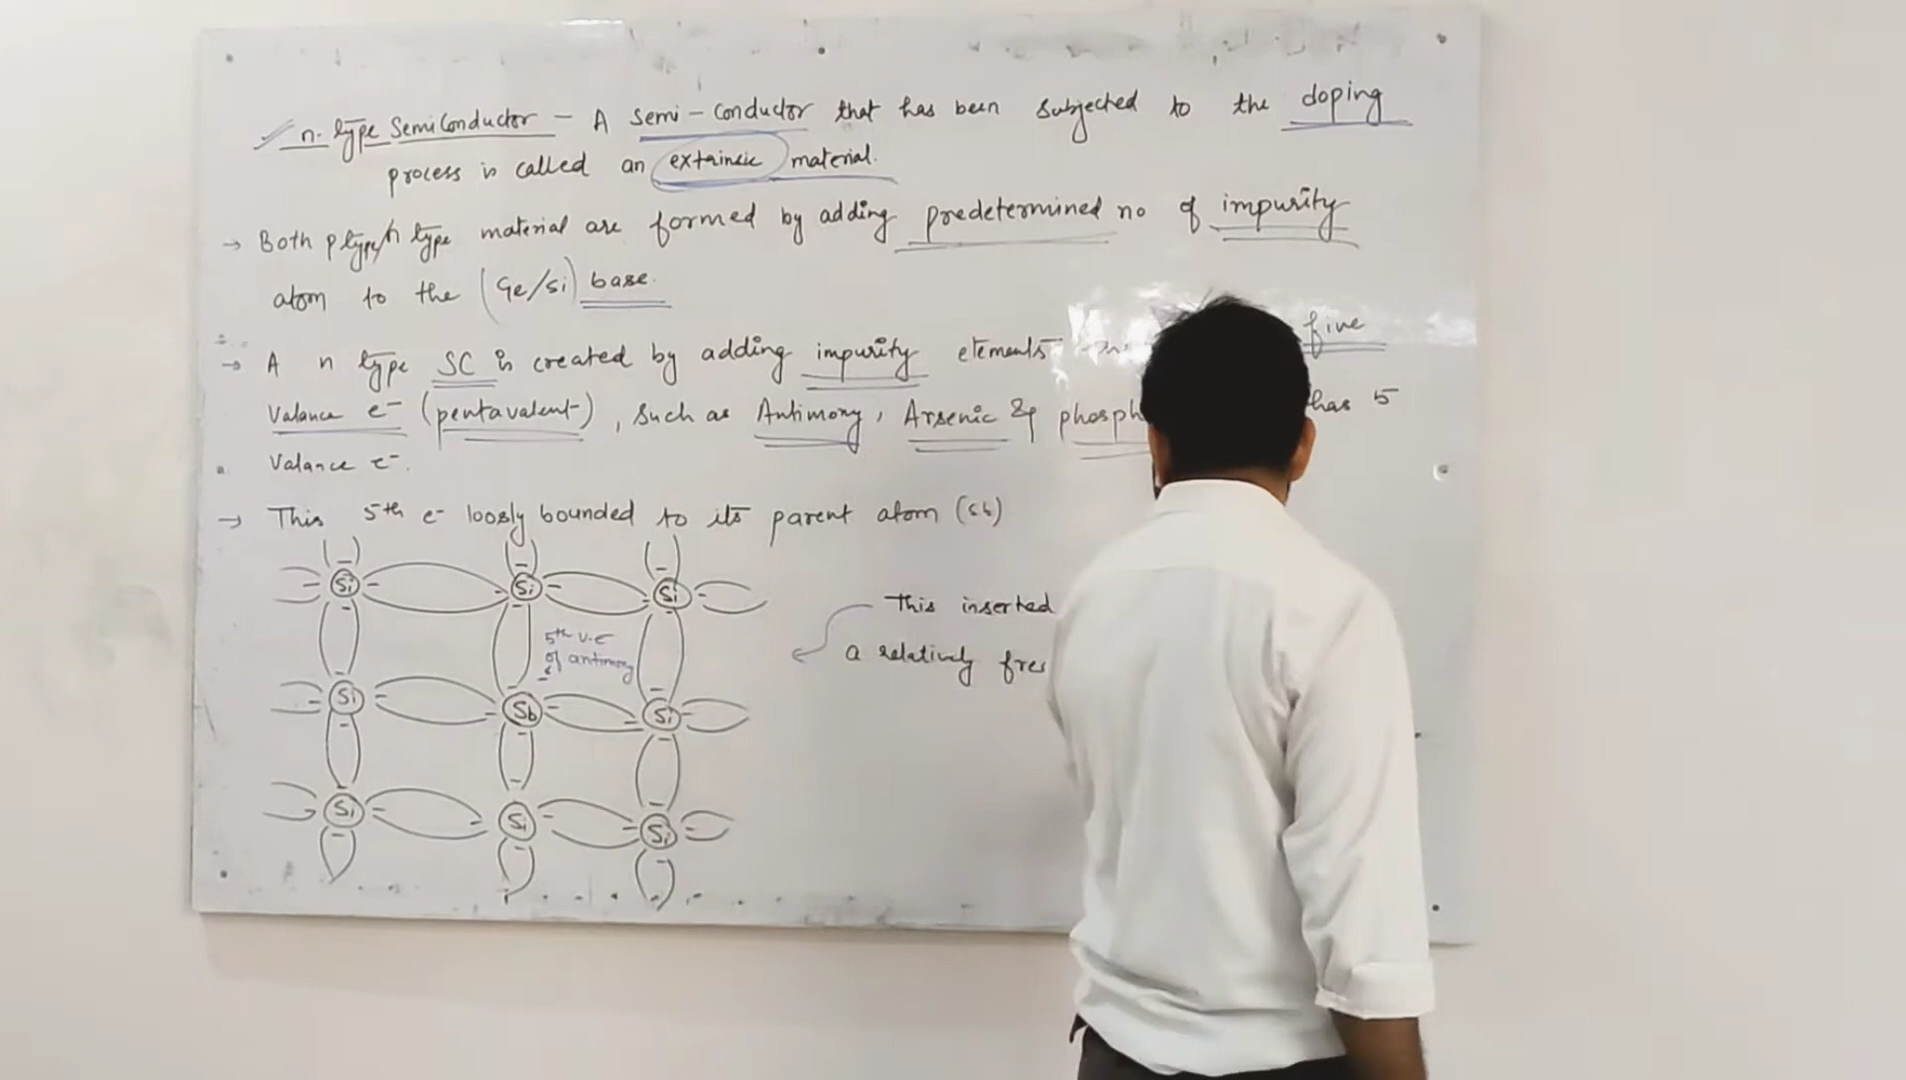 n-type Semiconductor - A semi-conductor that has been subjected to the doping
process is called an extrinsic material.
→ Both p type/n type material are formed by adding predetermined no of impurity
atom to the (Ge/Si) base.
→ A n type SC is created by adding impurity elements five
Valance e- (pentavalent), such as Antimony, Arsenic & phosph has 5
Valance e-.
→ This 5th e- loosly bounded to its parent atom (Sb)
Si Si Si
This inserted
5th v.e
of antimony
a relatively free
Si Sb Si
Si Si Si